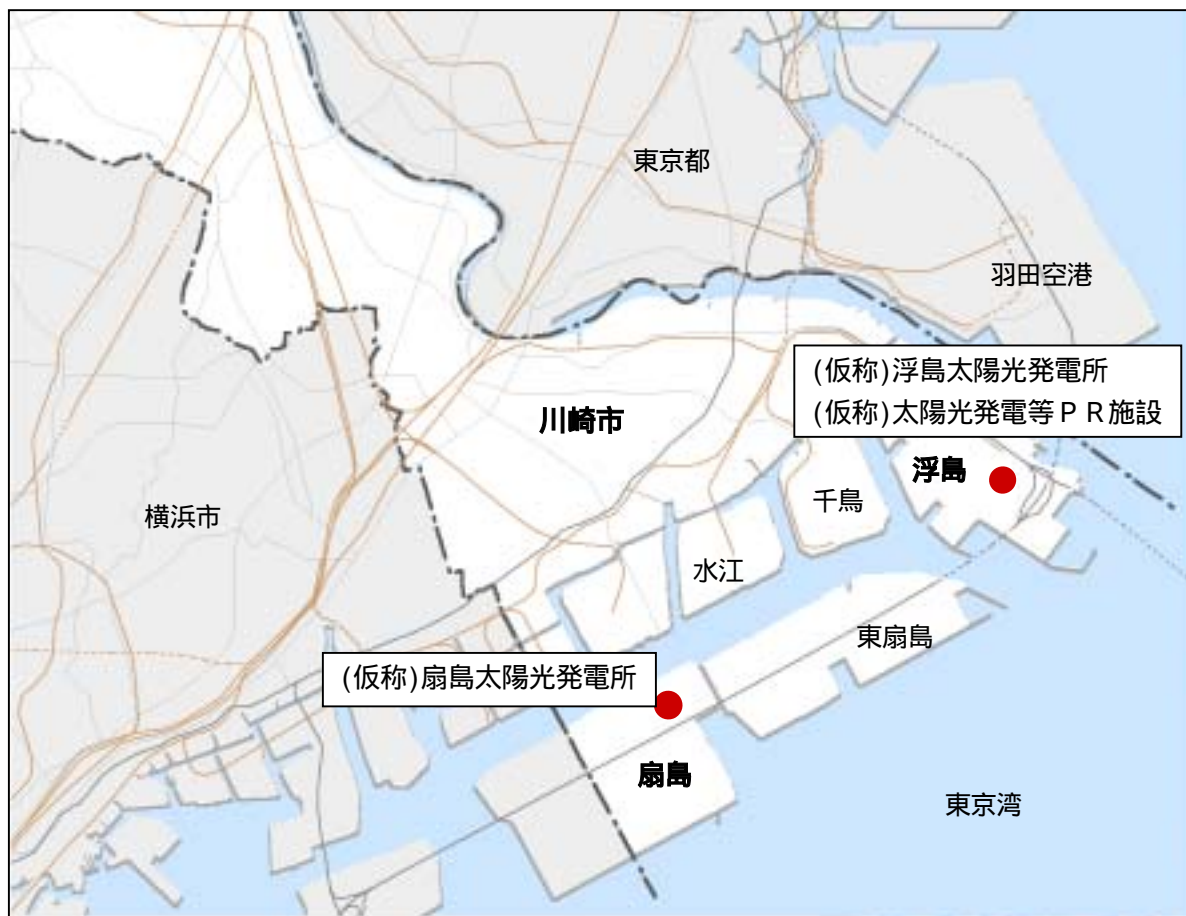 東京都
羽田空港
(仮称)浮島太陽光発電所
(仮称)太陽光発電等ＰＲ施設
川崎市
浮島
千鳥
横浜市
水江
東扇島
(仮称)扇島太陽光発電所
扇島
東京湾